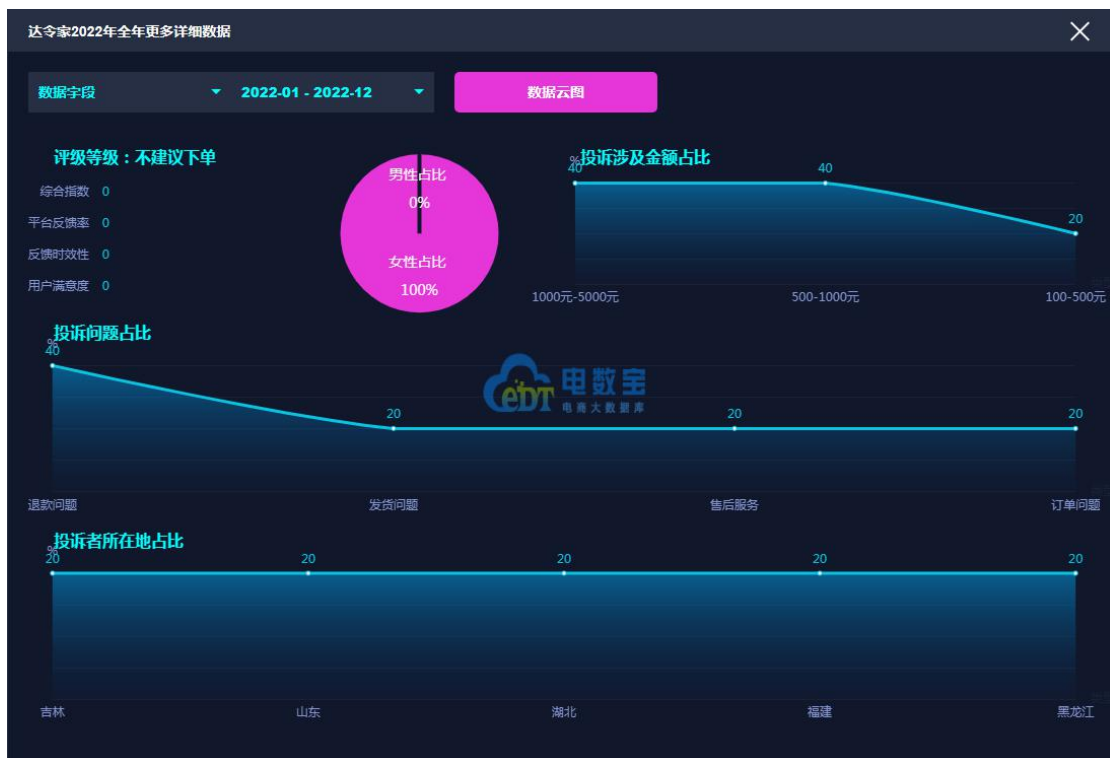 达令家2022年全年更多详细数据
数据字段
2022-01 - 2022-12
数据云图
评级等级：不建议下单
综合指数 0
平台反馈率 0
反馈时效性 0
用户满意度 0
男性占比
0%
女性占比
100%
投诉涉及金额占比
%
40
40
20
1000元-5000元
500-1000元
100-500元
投诉问题占比
%
40
20
20
20
退款问题
发货问题
售后服务
订单问题
eDT
电数宝
电商大数据库
投诉者所在地占比
%
20
20
20
20
20
吉林
山东
湖北
福建
黑龙江